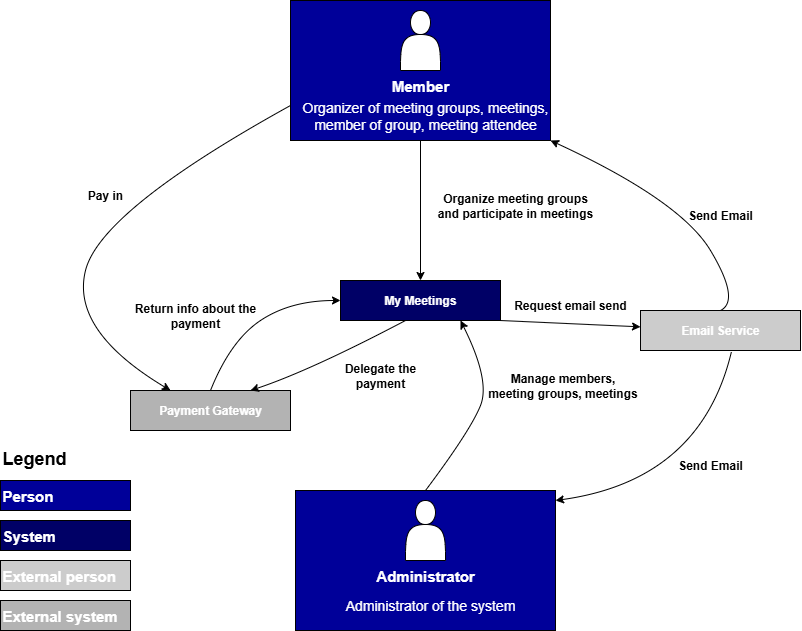 Member
Organizer of meeting groups, meetings,
member of group, meeting attendee
Pay in
Organize meeting groups
and participate in meetings
Send Email
Return info about the
payment
My Meetings
Request email send
Email Service
Delegate the
payment
Manage members,
meeting groups, meetings
Payment Gateway
Send Email
Legend
Person
System
External person
External system
Administrator
Administrator of the system